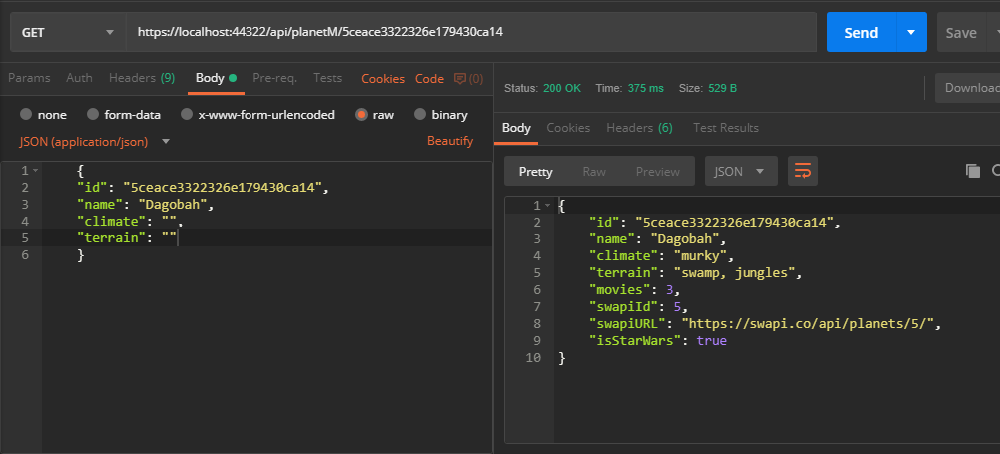 GET https://localhost:44322/api/planetM/5ceace3322326e179430ca14 Send Save
Params Auth Headers (9) Body Pre-req. Tests Cookies Code (0)
none form-data x-www-form-urlencoded raw binary
JSON (application/json) Beautify
1 {
2 "id": "5ceace3322326e179430ca14",
3 "name": "Dagobah",
4 "climate": "",
5 "terrain": ""
6 }
Status: 200 OK Time: 375 ms Size: 529 B Download
Body Cookies Headers (6) Test Results
Pretty Raw Preview JSON
1 {
2 "id": "5ceace3322326e179430ca14",
3 "name": "Dagobah",
4 "climate": "murky",
5 "terrain": "swamp, jungles",
6 "movies": 3,
7 "swapiId": 5,
8 "swapiURL": "https://swapi.co/api/planets/5/",
9 "isStarWars": true
10 }